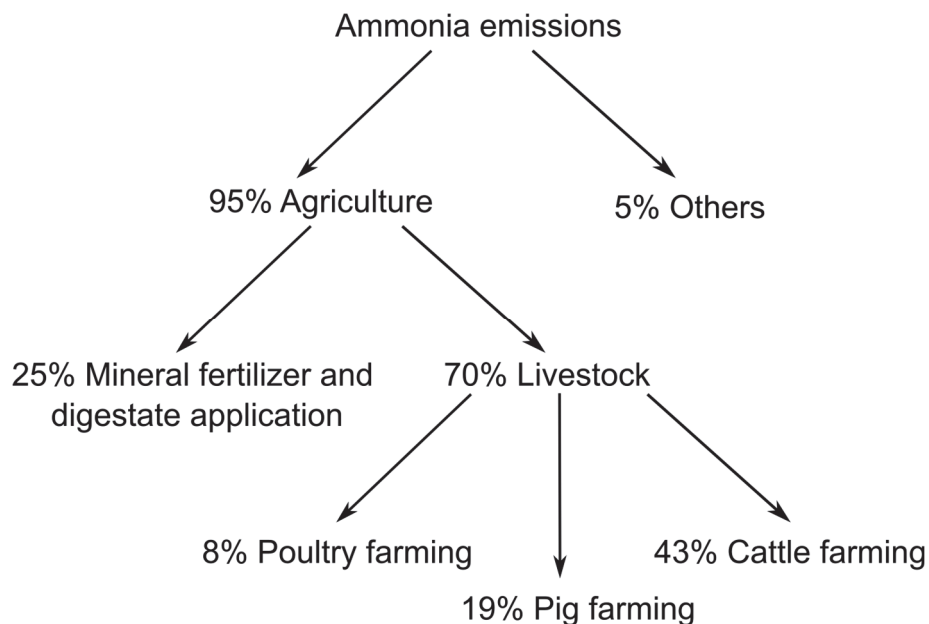 Ammonia emissions
95% Agriculture
5% Others
25% Mineral fertilizer and
digestate application
70% Livestock
8% Poultry farming
43% Cattle farming
19% Pig farming